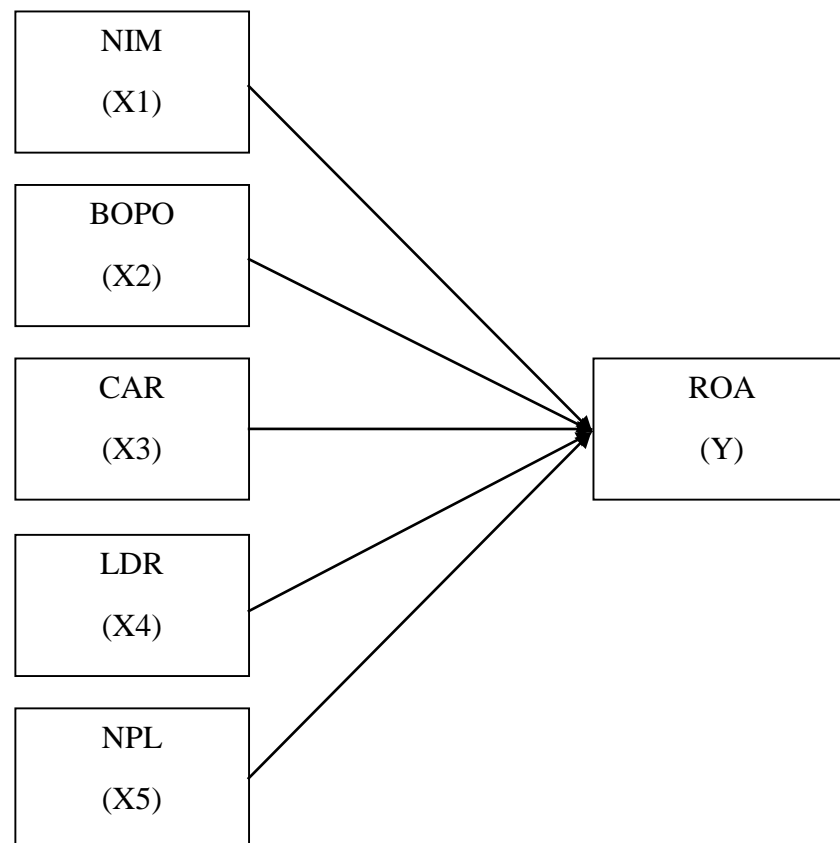 NIM
(X1)
BOPO
(X2)
CAR
(X3)
ROA
(Y)
LDR
(X4)
NPL
(X5)